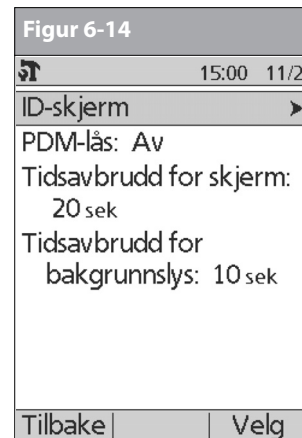 Figur 6-14
15:00 11/2
ID-skjerm
PDM-lås: Av
Tidsavbrudd for skjerm:
20 sek
Tidsavbrudd for
bakgrunnslys: 10 sek
Tilbake Velg